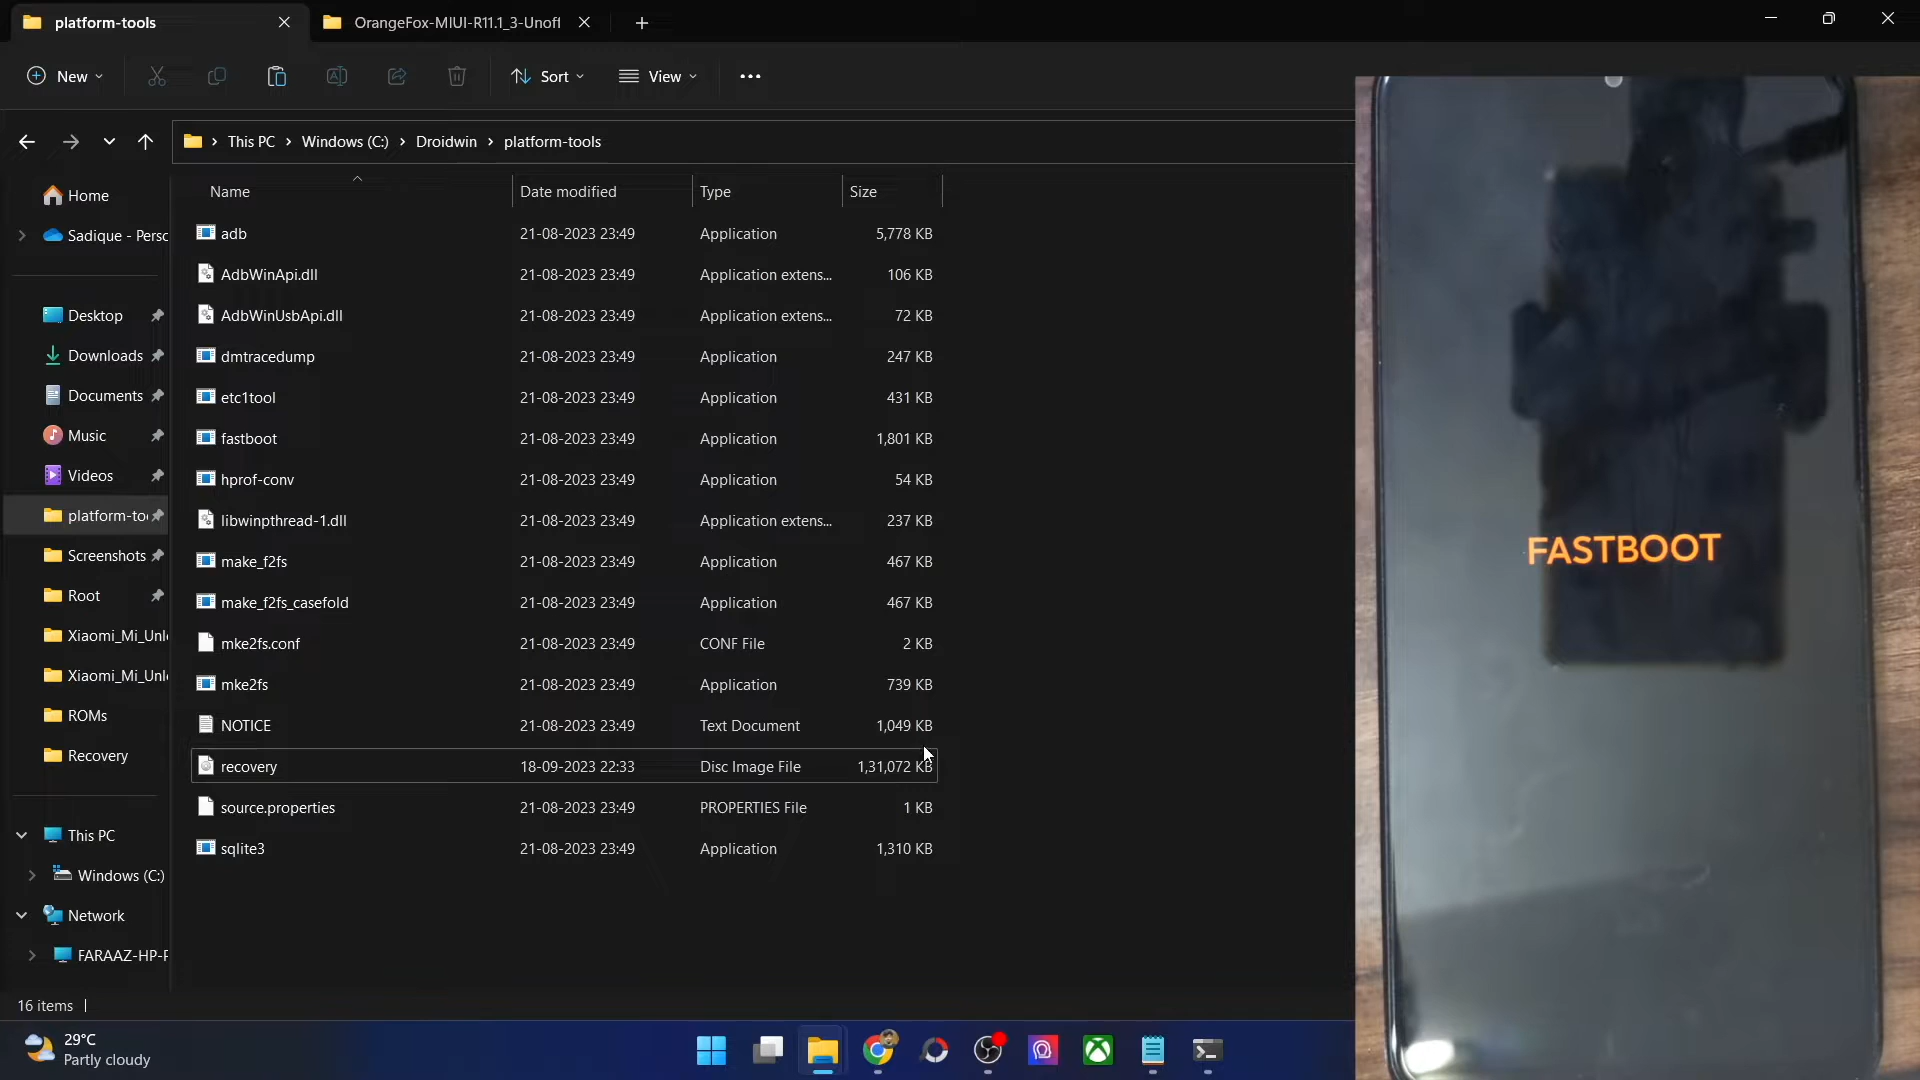 platform-tools
OrangeFox-MIUI-R11.1_3-Unofl
New
Sort
View
This PC > Windows (C:) > Droidwin > platform-tools
Name Date modified Type Size
Home
Sadique - Persc
Desktop
Downloads
Documents
Music
Videos
platform-toc
Screenshots
Root
Xiaomi_Mi_Unlo
Xiaomi_Mi_Unlo
ROMs
Recovery
This PC
Windows (C:)
Network
FARAAZ-HP-P
adb 21-08-2023 23:49 Application 5,778 KB
AdbWinApi.dll 21-08-2023 23:49 Application extens... 106 KB
AdbWinUsbApi.dll 21-08-2023 23:49 Application extens... 72 KB
dmtracedump 21-08-2023 23:49 Application 247 KB
etc1tool 21-08-2023 23:49 Application 431 KB
fastboot 21-08-2023 23:49 Application 1,801 KB
hprof-conv 21-08-2023 23:49 Application 54 KB
libwinpthread-1.dll 21-08-2023 23:49 Application extens... 237 KB
make_f2fs 21-08-2023 23:49 Application 467 KB
make_f2fs_casefold 21-08-2023 23:49 Application 467 KB
mke2fs.conf 21-08-2023 23:49 CONF File 2 KB
mke2fs 21-08-2023 23:49 Application 739 KB
NOTICE 21-08-2023 23:49 Text Document 1,049 KB
recovery 18-09-2023 22:33 Disc Image File 1,31,072 KB
source.properties 21-08-2023 23:49 PROPERTIES File 1 KB
sqlite3 21-08-2023 23:49 Application 1,310 KB
FASTBOOT
16 items
29°C
Partly cloudy